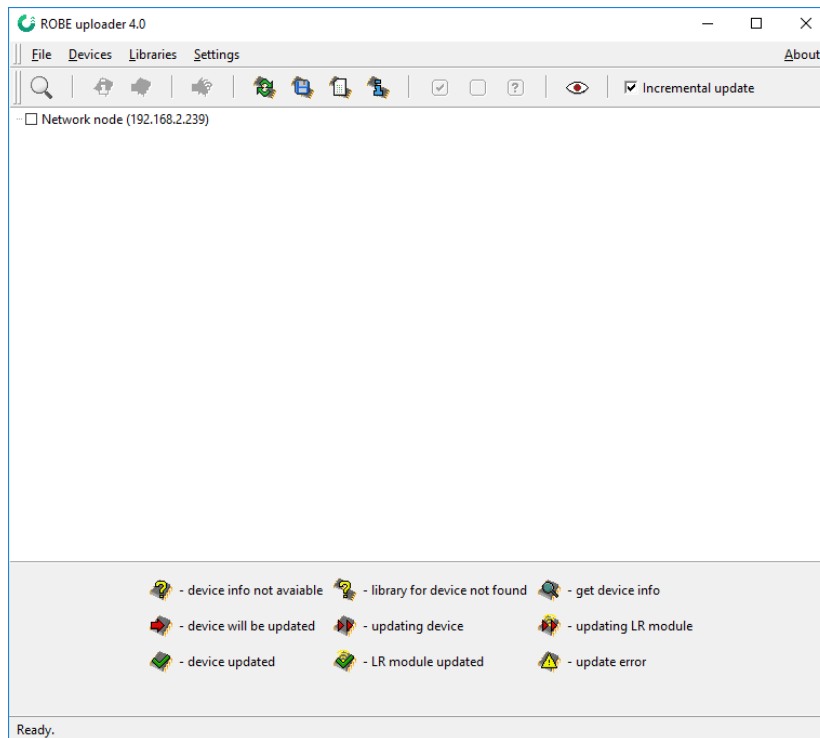 ROBE uploader 4.0
File Devices Libraries Settings About
Incremental update
Network node (192.168.2.239)
- device info not avaiable - library for device not found - get device info
- device will be updated - updating device - updating LR module
- device updated - LR module updated - update error
Ready.